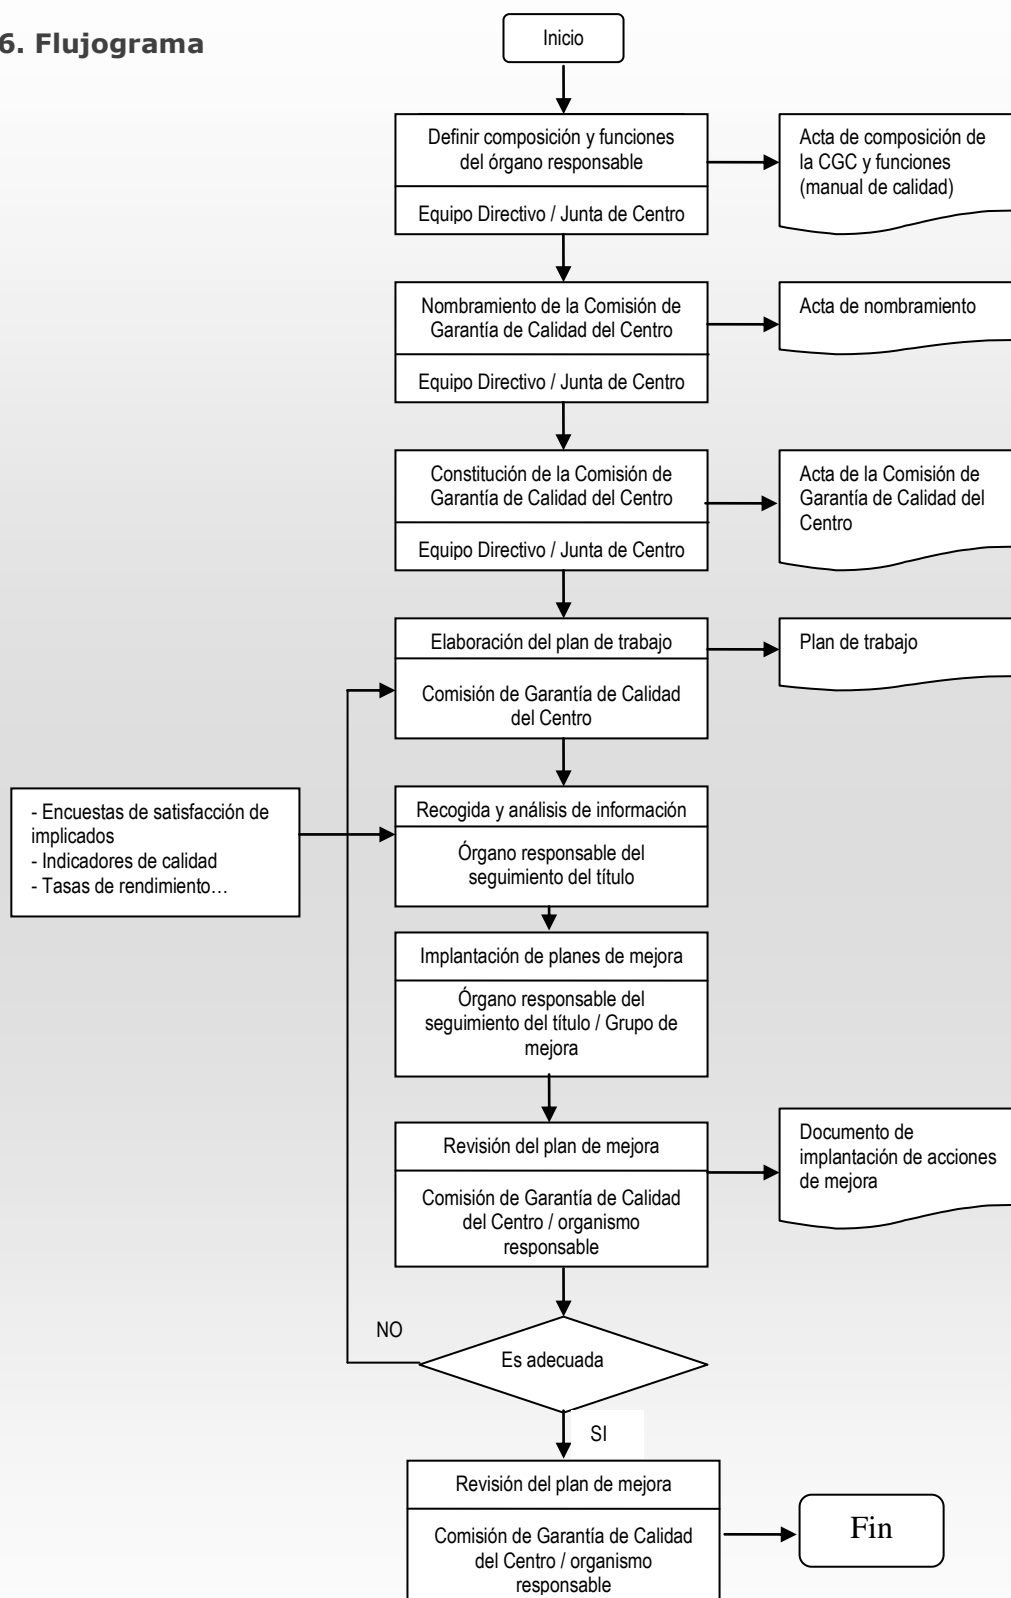 6. Flujograma
Inicio
Definir composición y funciones
del órgano responsable
Equipo Directivo / Junta de Centro
Acta de composición de
la CGC y funciones
(manual de calidad)
Nombramiento de la Comisión de
Garantía de Calidad del Centro
Equipo Directivo / Junta de Centro
Acta de nombramiento
Constitución de la Comisión de
Garantía de Calidad del Centro
Equipo Directivo / Junta de Centro
Acta de la Comisión de
Garantía de Calidad del
Centro
Elaboración del plan de trabajo
Comisión de Garantía de Calidad
del Centro
Plan de trabajo
- Encuestas de satisfacción de
implicados
- Indicadores de calidad
- Tasas de rendimiento…
Recogida y análisis de información
Órgano responsable del
seguimiento del título
Implantación de planes de mejora
Órgano responsable del
seguimiento del título / Grupo de
mejora
Revisión del plan de mejora
Comisión de Garantía de Calidad
del Centro / organismo
responsable
Documento de
implantación de acciones
de mejora
NO
Es adecuada
SI
Revisión del plan de mejora
Comisión de Garantía de Calidad
del Centro / organismo
responsable
Fin